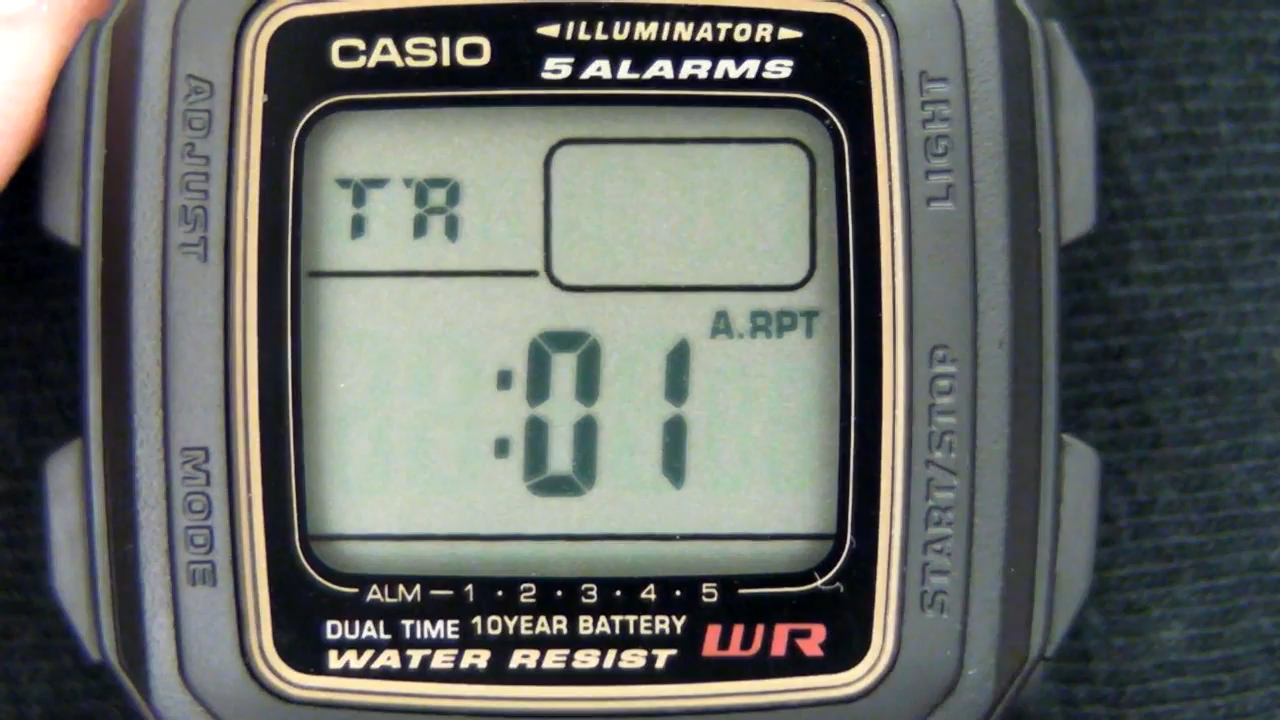 CASIO
ILLUMINATOR
5 ALARMS
ADJUST
LIGHT
TR
A.RPT
:01
MODE
START/STOP
ALM — 1 · 2 · 3 · 4 · 5
DUAL TIME 10YEAR BATTERY
WATER RESIST WR